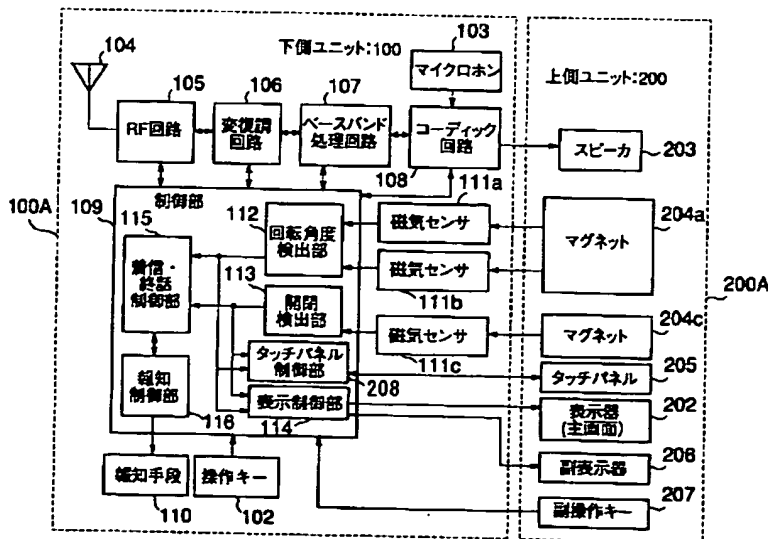 103
104
下側ユニット:100
マイクロホン
上側ユニット:200
105
106
107
RF回路
変復調
回路
ベースバンド
処理回路
コーディック
回路
スピーカ
203
108
111a
100A
109
制御部
115
112
回転角度
検出部
磁気センサ
マグネット
204a
着信・
終話
制御部
113
磁気センサ
111b
200A
開閉
検出部
磁気センサ
マグネット
204c
111c
タッチパネル
制御部
タッチパネル
205
208
報知
制御部
表示制御部
表示器
(主画面)
202
116
114
206
副表示器
報知手段
操作キー
207
副操作キー
110
102